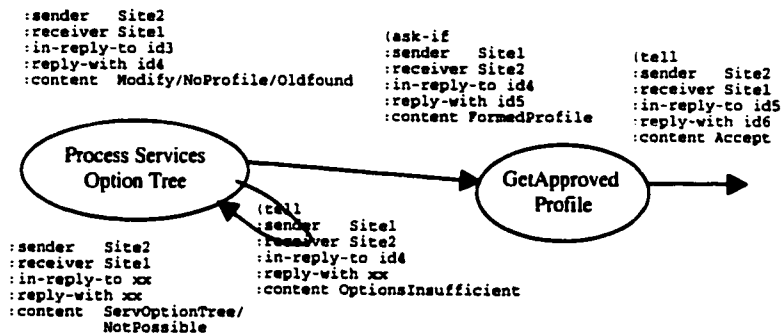 :sender Site2
:receiver Site1
:in-reply-to id3
:reply-with id4
:content Modify/NoProfile/Oldfound
(ask-if
:sender Site1
:receiver Site2
:in-reply-to id4
:reply-with id5
:content FormedProfile
(tell
:sender Site2
:receiver Site1
:in-reply-to id5
:reply-with id6
:content Accept
Process Services
Option Tree
GetApproved
Profile
(tell
:sender Site1
:receiver Site2
:in-reply-to id4
:reply-with xx
:content OptionsInsufficient
:sender Site2
:receiver Site1
:in-reply-to xx
:reply-with xx
:content ServOptionTree/
NotPossible